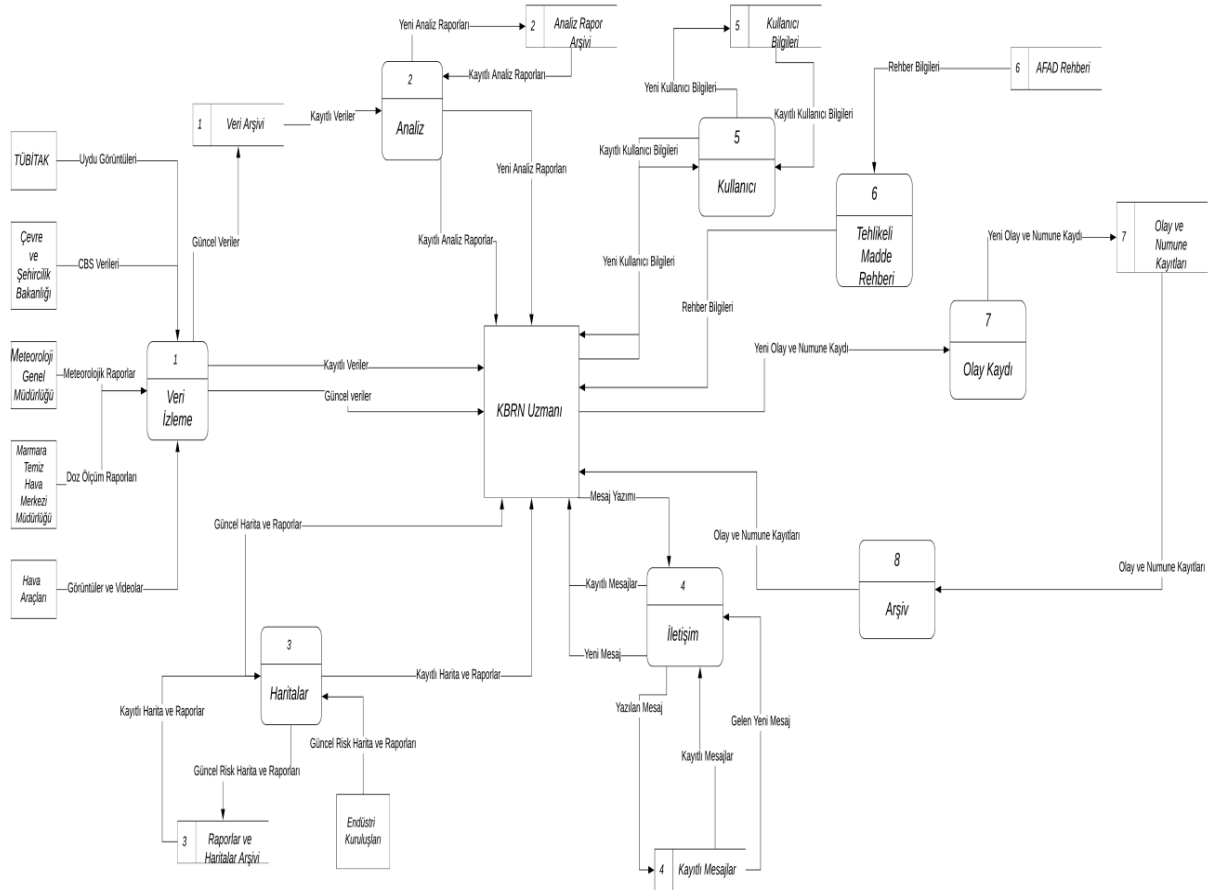 Yeni Analiz Raporları
2
Analiz Rapor
Arşivi
Kayıtlı Analiz Raporları
2
Analiz
5
Kullanıcı
Bilgileri
Yeni Kullanıcı Bilgileri
Kayıtlı Kullanıcı Bilgileri
Rehber Bilgileri
6
AFAD Rehberi
1
Veri Arşivi
Kayıtlı Veriler
5
Kullanıcı
Kayıtlı Kullanıcı Bilgileri
TÜBİTAK
Uydu Görüntüleri
Yeni Analiz Raporları
6
Tehlikeli
Madde
Rehberi
Çevre
ve
Şehircilik
Bakanlığı
CBS Verileri
Güncel Veriler
Kayıtlı Analiz Raporlar
Yeni Kullanıcı Bilgileri
Yeni Olay ve Numune Kaydı
7
Olay ve
Numune
Kayıtları
Rehber Bilgileri
Meteoroloji
Genel
Müdürlüğü
Meteorolojik Raporlar
1
Veri
İzleme
Kayıtlı Veriler
Güncel veriler
KBRN Uzmanı
Yeni Olay ve Numune Kaydı
7
Olay Kaydı
Marmara
Temiz
Hava
Merkezi
Müdürlüğü
Doz Ölçüm Raporları
Mesaj Yazımı
Güncel Harita ve Raporlar
Olay ve Numune Kayıtları
8
Arşiv
Olay ve Numune Kayıtları
Hava
Araçları
Görüntüler ve Videolar
Kayıtlı Mesajlar
4
İletişim
Yeni Mesaj
3
Haritalar
Kayıtlı Harita ve Raporlar
Kayıtlı Harita ve Raporlar
Yazılan Mesaj
Gelen Yeni Mesaj
Güncel Risk Harita ve Raporları
Kayıtlı Mesajlar
Güncel Risk Harita ve Raporları
3
Raporlar ve
Haritalar Arşivi
Endüstri
Kuruluşları
4
Kayıtlı Mesajlar